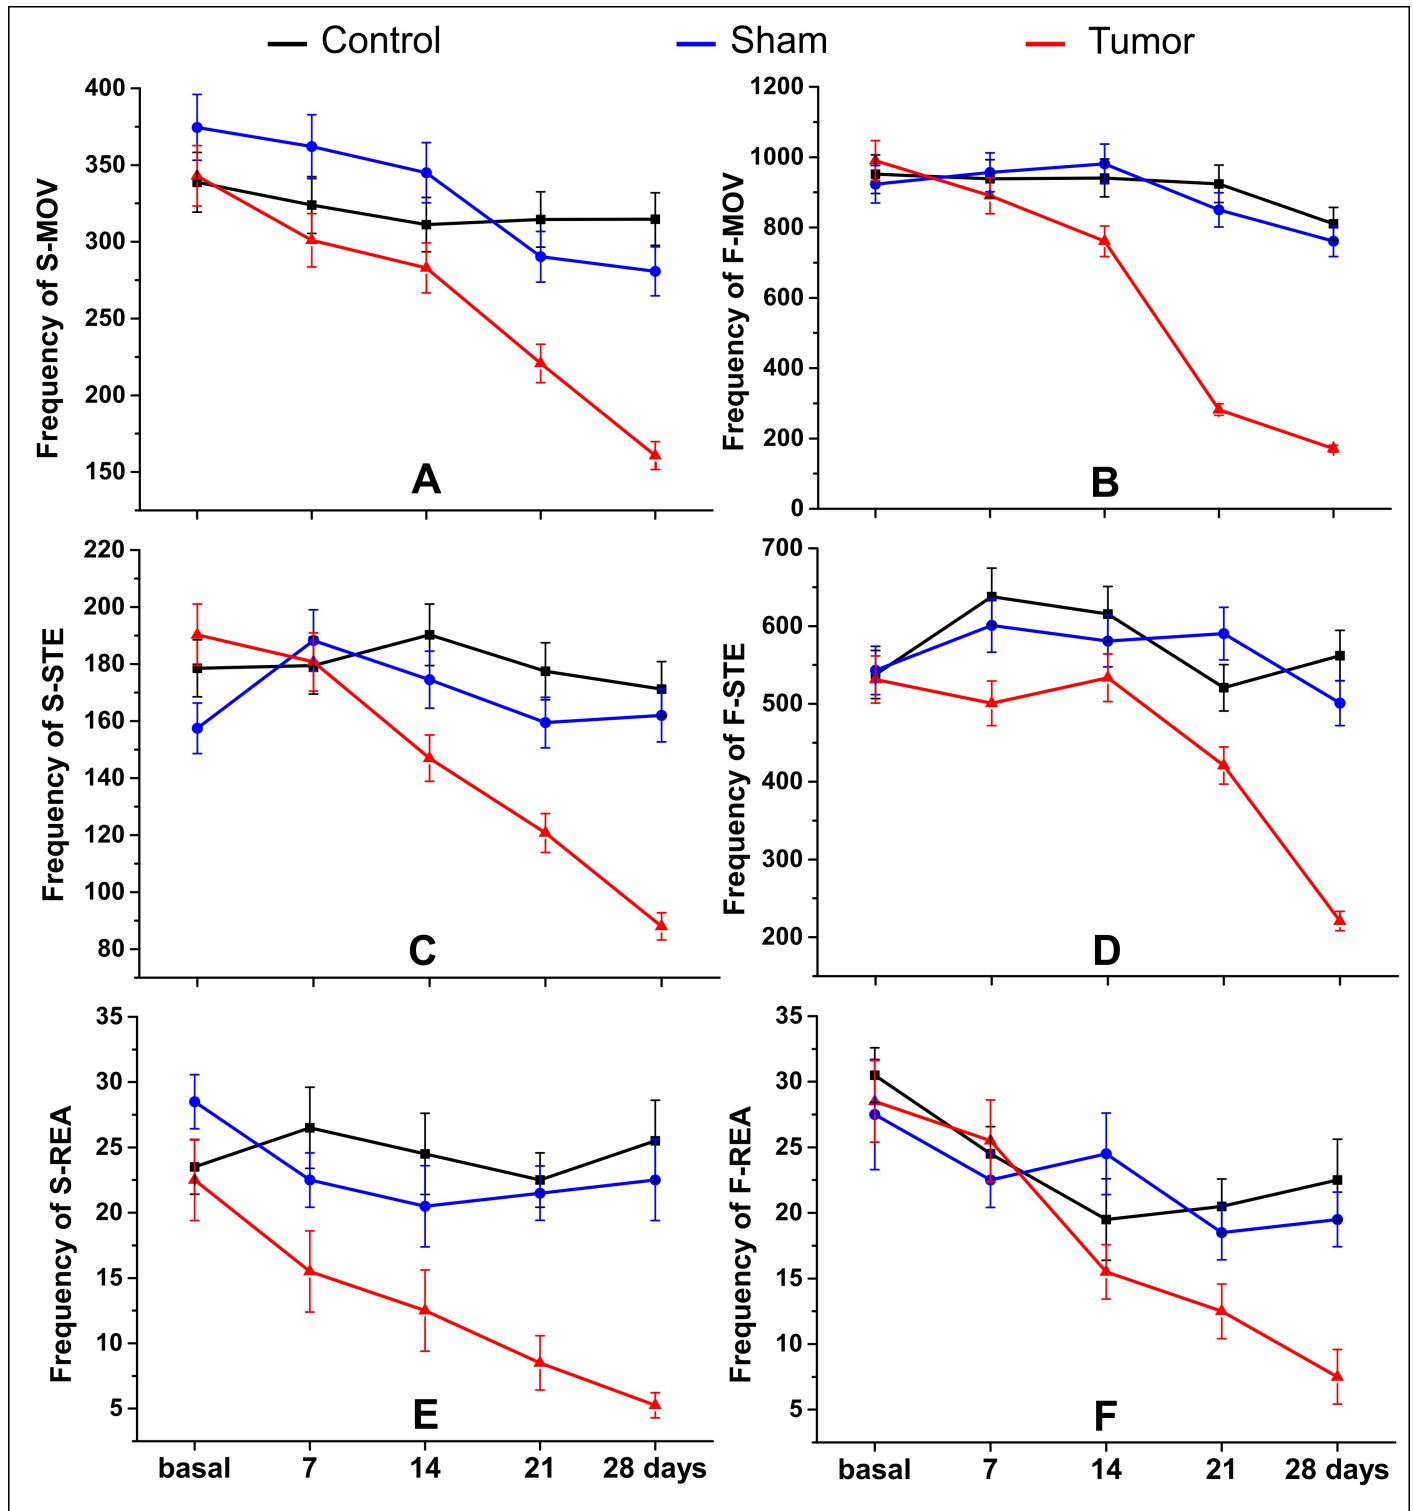 Control Sham Tumor
Frequency of S-MOV
400
350
300
250
200
150
A
Frequency of F-MOV
1200
1000
800
600
400
200
0
B
Frequency of S-STE
220
200
180
160
140
120
100
80
C
Frequency of F-STE
700
600
500
400
300
200
D
Frequency of S-REA
35
30
25
20
15
10
5
E
basal 7 14 21 28 days
Frequency of F-REA
35
30
25
20
15
10
5
F
basal 7 14 21 28 days